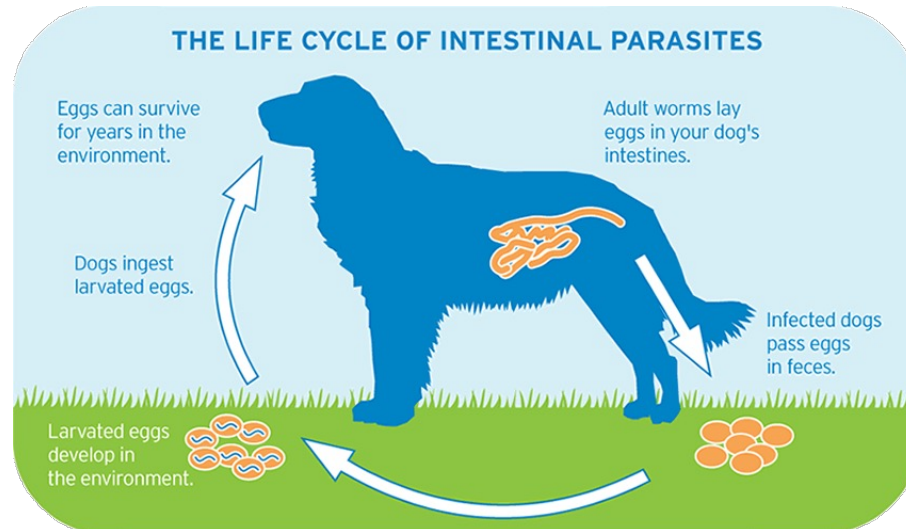 THE LIFE CYCLE OF INTESTINAL PARASITES
Eggs can survive
for years in the
environment.
Adult worms lay
eggs in your dog's
intestines.
Dogs ingest
larvated eggs.
Infected dogs
pass eggs
in feces.
Larvated eggs
develop in
the environment.